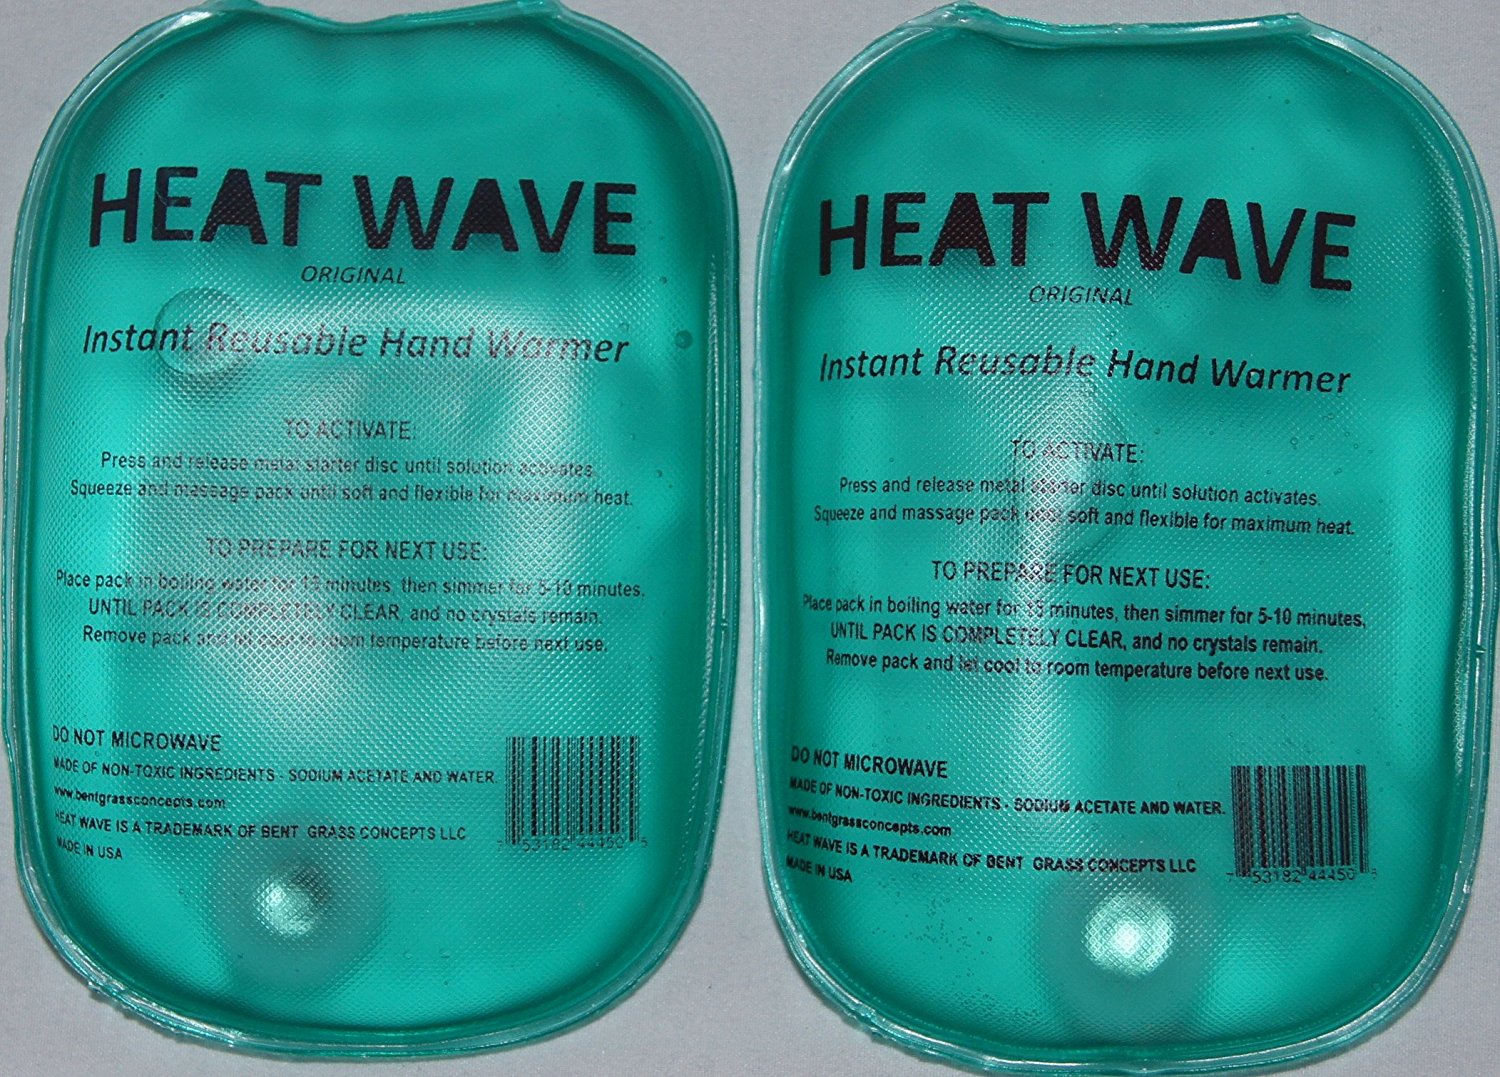 HEAT WAVE
ORIGINAL
Instant Reusable Hand Warmer
TO ACTIVATE:
Press and release metal starter disc until solution activates.
Squeeze and massage pack until soft and flexible for maximum heat.
TO PREPARE FOR NEXT USE:
Place pack in boiling water for 15 minutes, then simmer for 5-10 minutes,
UNTIL PACK IS COMPLETELY CLEAR, and no crystals remain.
Remove pack and let cool to room temperature before next use.
DO NOT MICROWAVE
MADE OF NON-TOXIC INGREDIENTS - SODIUM ACETATE AND WATER.
www.bentgrassconcepts.com
HEAT WAVE IS A TRADEMARK OF BENT GRASS CONCEPTS LLC
MADE IN USA
7 53182 44450 5
HEAT WAVE
ORIGINAL
Instant Reusable Hand Warmer
TO ACTIVATE:
Press and release metal starter disc until solution activates.
Squeeze and massage pack until soft and flexible for maximum heat.
TO PREPARE FOR NEXT USE:
Place pack in boiling water for 15 minutes, then simmer for 5-10 minutes,
UNTIL PACK IS COMPLETELY CLEAR, and no crystals remain.
Remove pack and let cool to room temperature before next use.
DO NOT MICROWAVE
MADE OF NON-TOXIC INGREDIENTS - SODIUM ACETATE AND WATER.
www.bentgrassconcepts.com
HEAT WAVE IS A TRADEMARK OF BENT GRASS CONCEPTS LLC
MADE IN USA
7 53182 44450 5